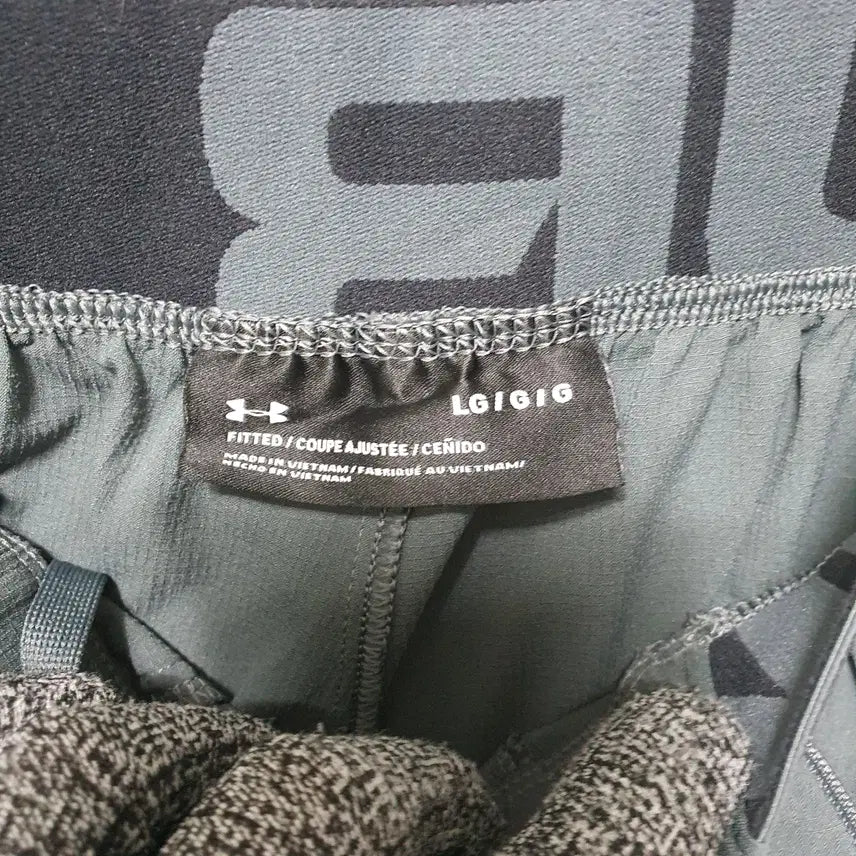 LG / G / G
FITTED / COUPE AJUSTÉE / CEÑIDO
MADE IN VIETNAM / FABRIQUÉ AU VIETNAM /
HECHO EN VIETNAM